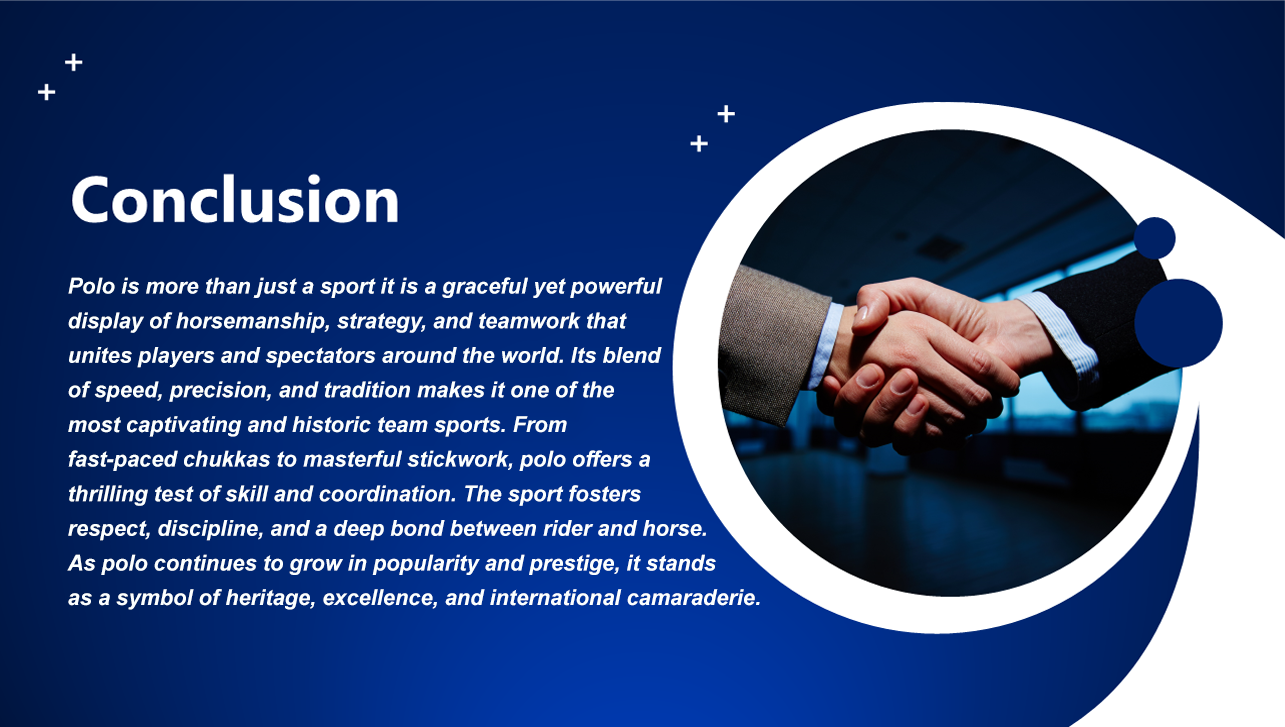 Conclusion
Polo is more than just a sport it is a graceful yet powerful
display of horsemanship, strategy, and teamwork that
unites players and spectators around the world. Its blend
of speed, precision, and tradition makes it one of the
most captivating and historic team sports. From
fast-paced chukkas to masterful stickwork, polo offers a
thrilling test of skill and coordination. The sport fosters
respect, discipline, and a deep bond between rider and horse.
As polo continues to grow in popularity and prestige, it stands
as a symbol of heritage, excellence, and international camaraderie.